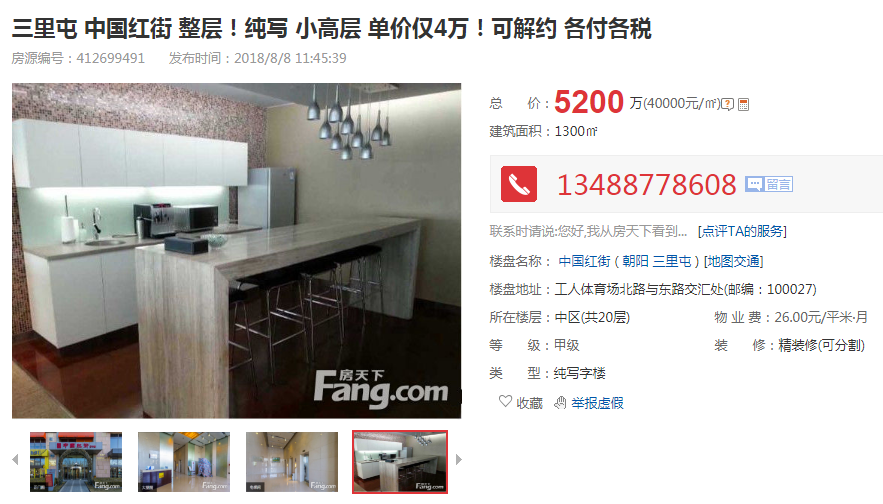 三里屯 中国红街 整层！纯写 小高层 单价仅4万！可解约 各付各税
房源编号：412699491 发布时间：2018/8/8 11:45:39
总 价：5200 万(40000元/㎡)
建筑面积：1300㎡
13488778608 留言
联系时请说:您好,我从房天下看到... [点评TA的服务]
楼盘名称： 中国红街（朝阳 三里屯）[地图交通]
楼盘地址：工人体育场北路与东路交汇处(邮编：100027)
所在楼层：中区(共20层) 物 业 费：26.00元/平米·月
等 级：甲级 装 修：精装修(可分割)
类 型：纯写字楼
收藏 举报虚假
房天下
Fang.com
Fang.com
Fang.com
Fang.com
Fang.com